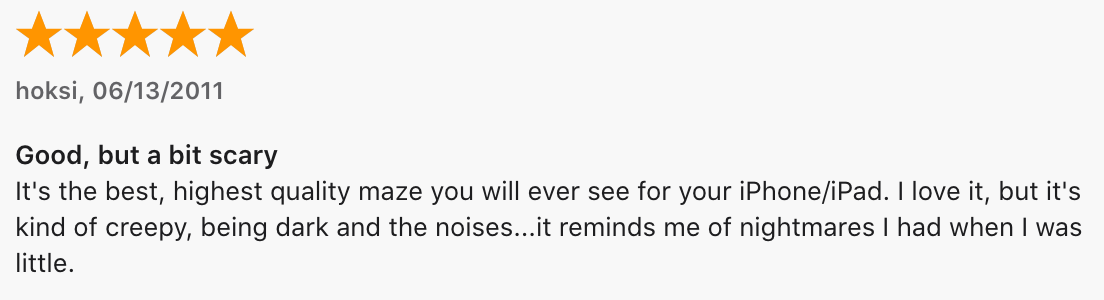 hoksi, 06/13/2011
Good, but a bit scary
It's the best, highest quality maze you will ever see for your iPhone/iPad. I love it, but it's
kind of creepy, being dark and the noises...it reminds me of nightmares I had when I was
little.